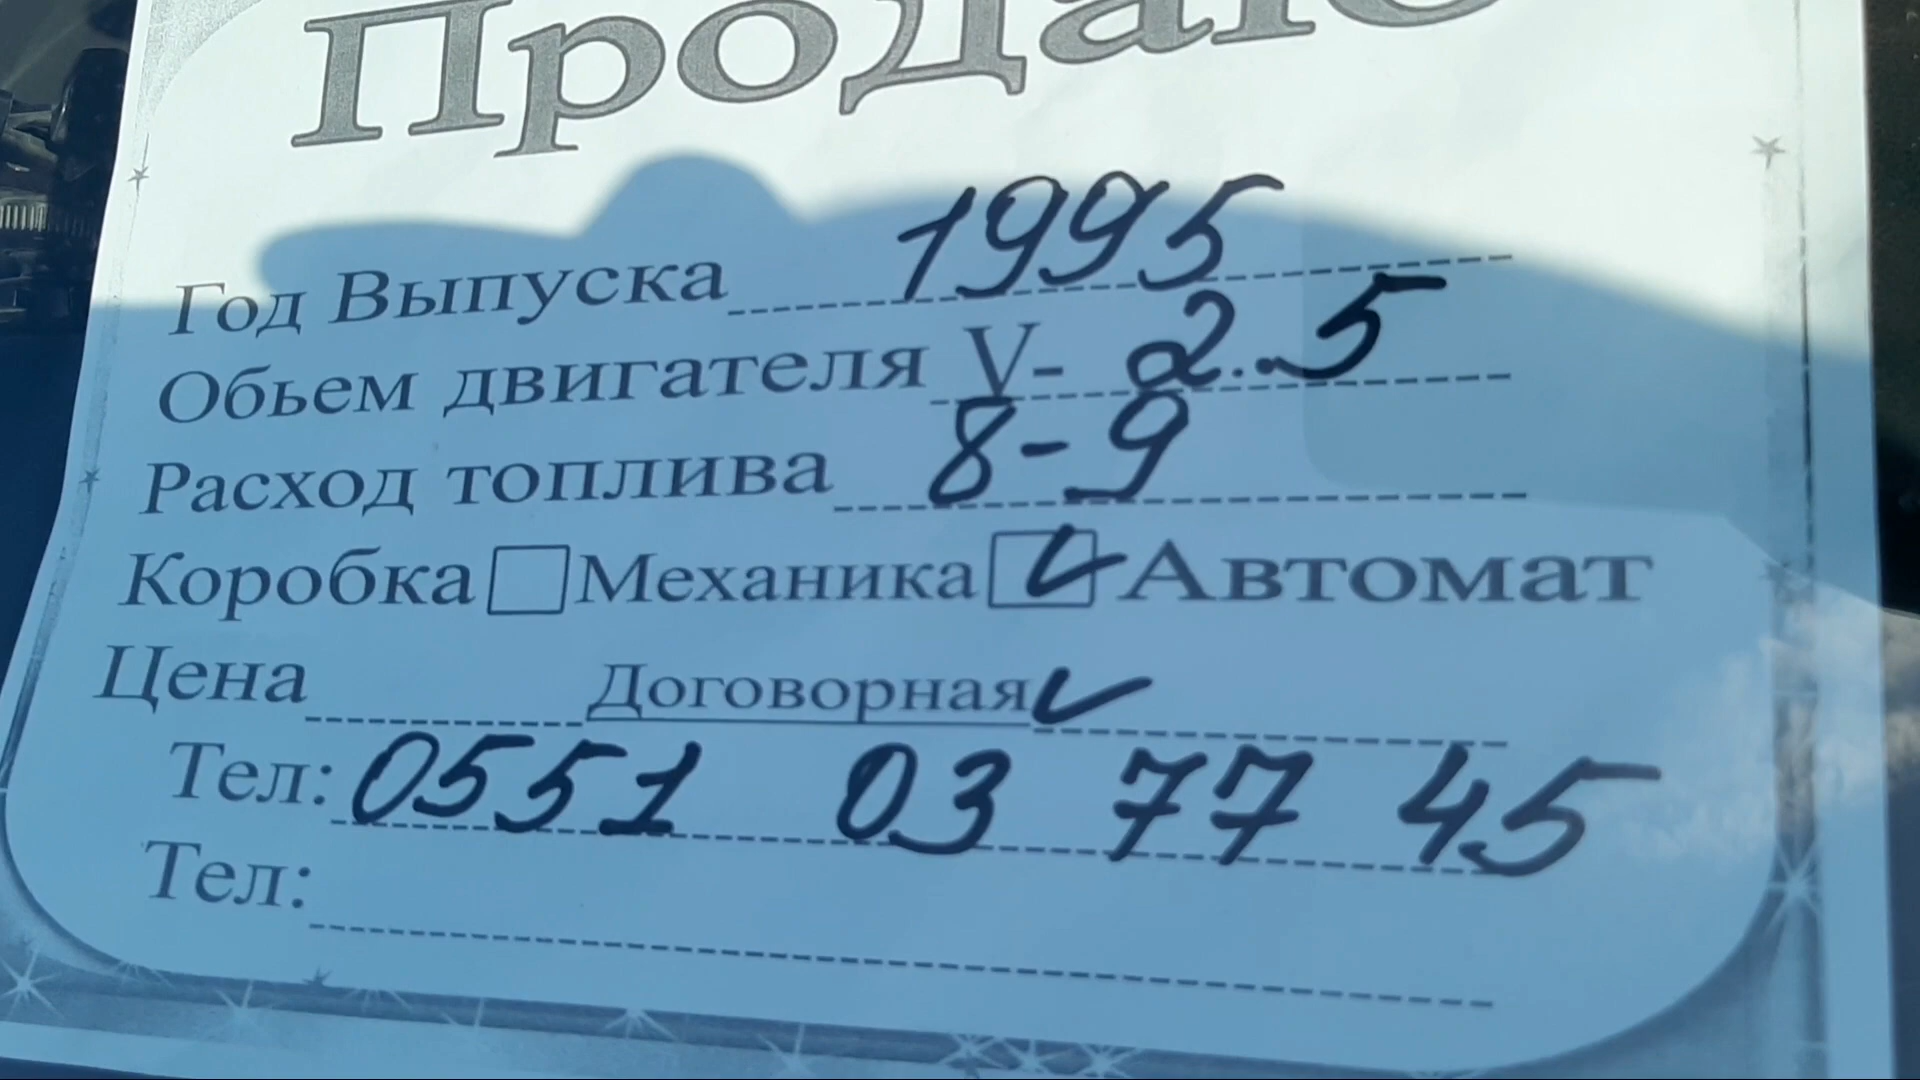 Продаю
Год Выпуска 1995
Обьем двигателя V- 2.5
Расход топлива 8-9
Коробка Механика ✓ Автомат
Цена Договорная ✓
Тел: 0551 03 77 45
Тел: